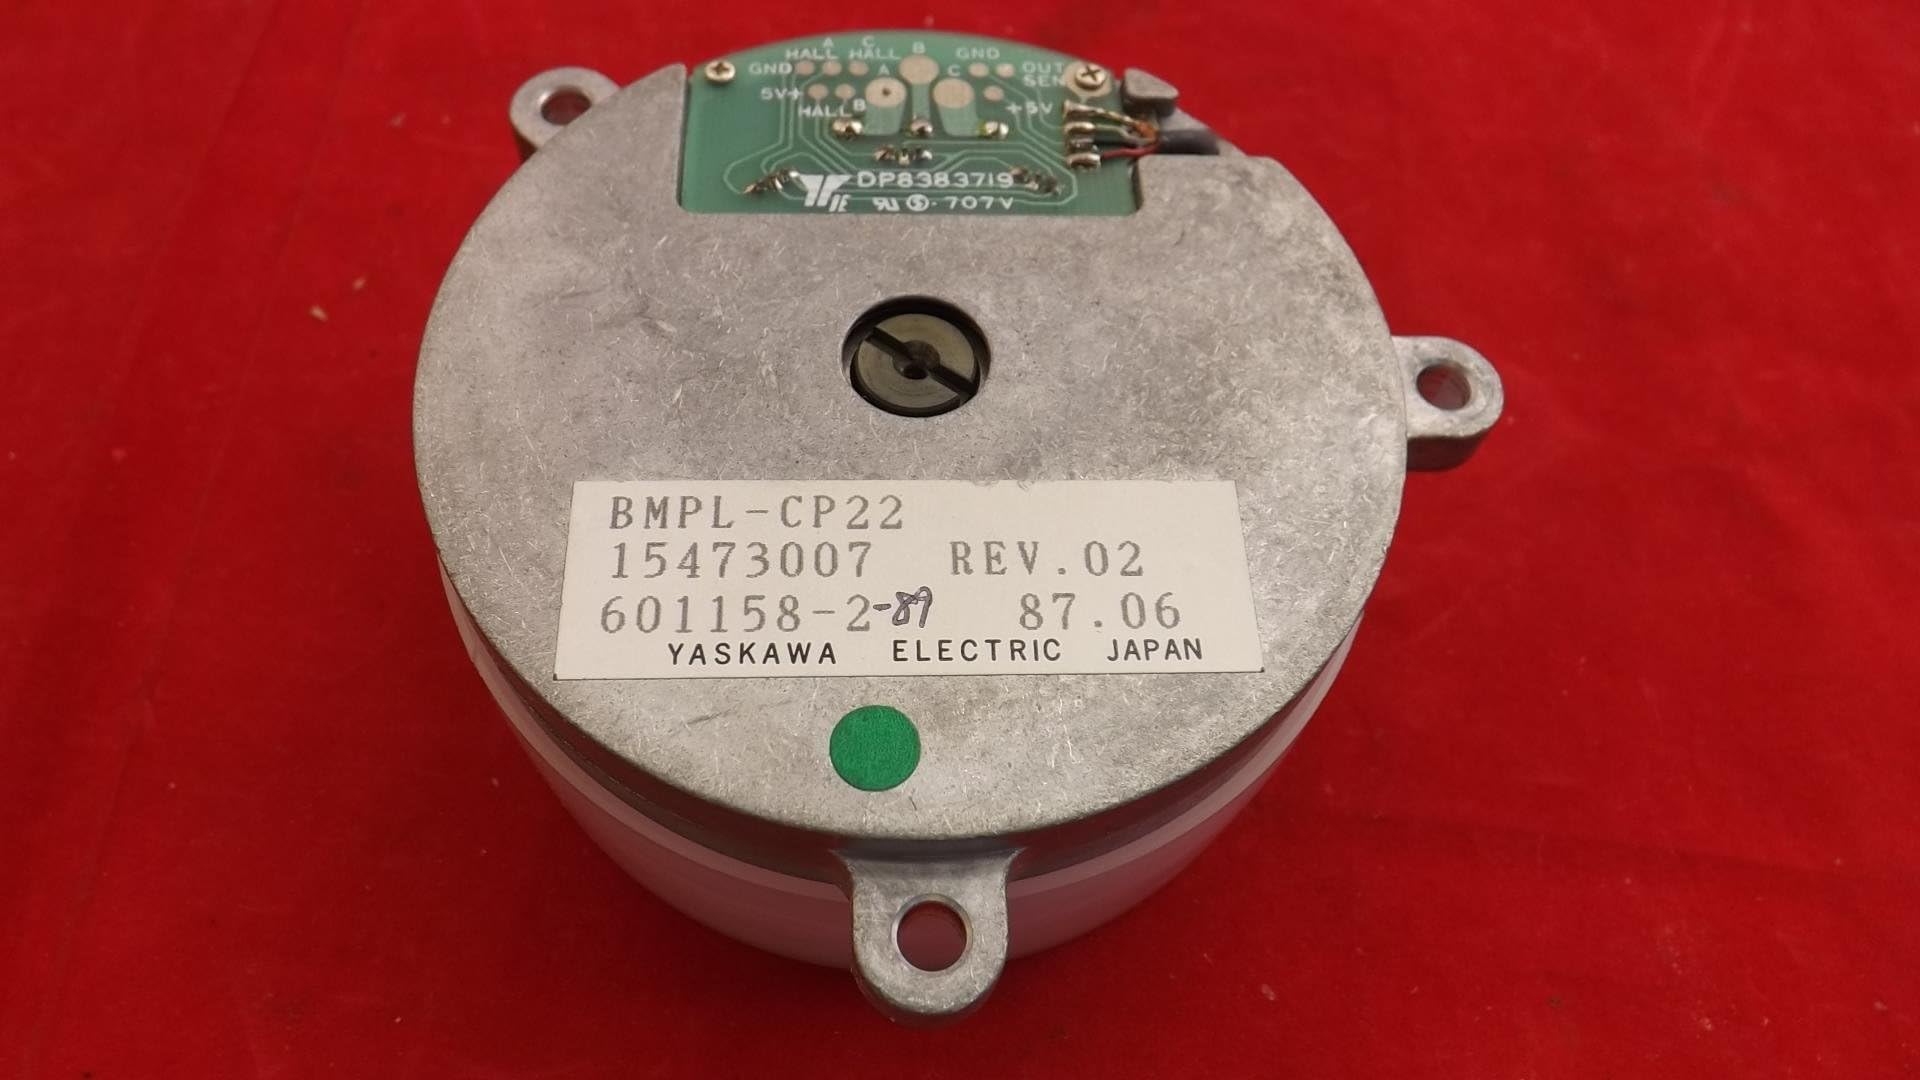 A C
HALL HALL B GND
GND A C OUT
SEN
5V+
HALL B +5V
DP8383719
707V
BMPL-CP22
15473007 REV.02
601158-2-89 87.06
YASKAWA ELECTRIC JAPAN